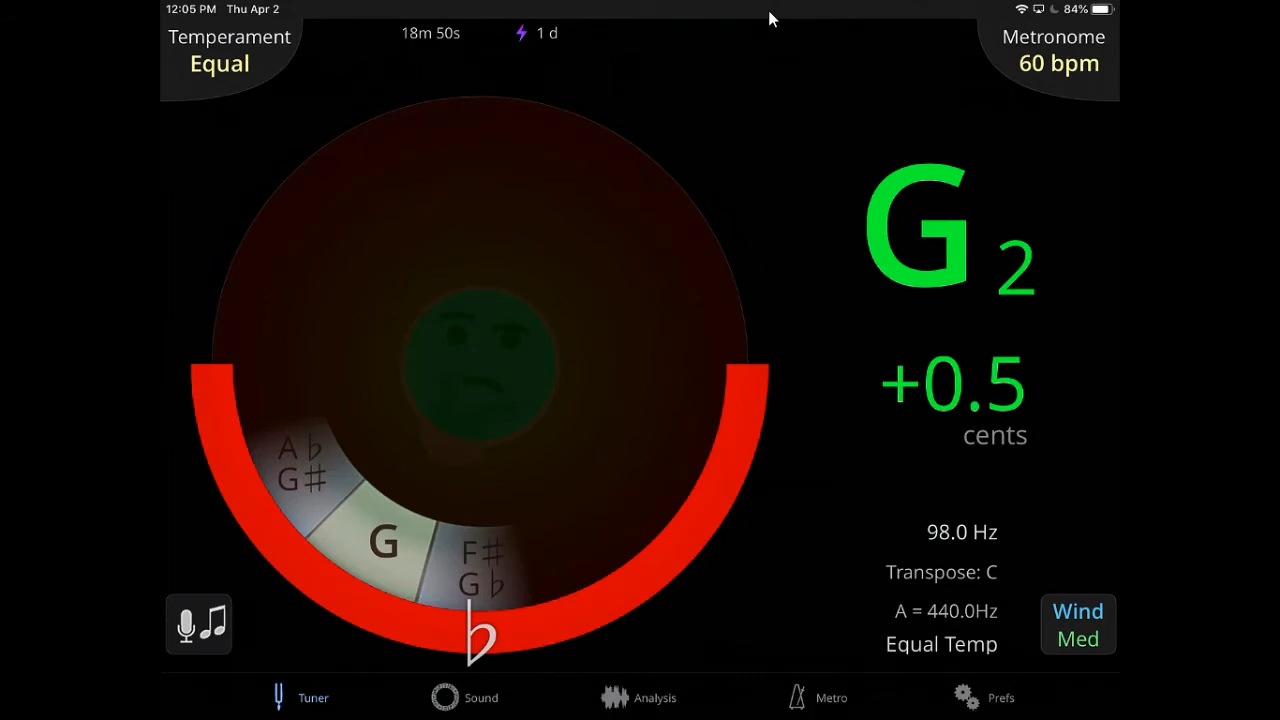 12:05 PM Thu Apr 2
84%
Temperament
Equal
18m 50s
1 d
Metronome
60 bpm
G 2
+0.5
cents
A♭
G♯
G
F♯
G♭
♭
98.0 Hz
Transpose: C
A = 440.0Hz
Equal Temp
Wind
Med
Tuner
Sound
Analysis
Metro
Prefs